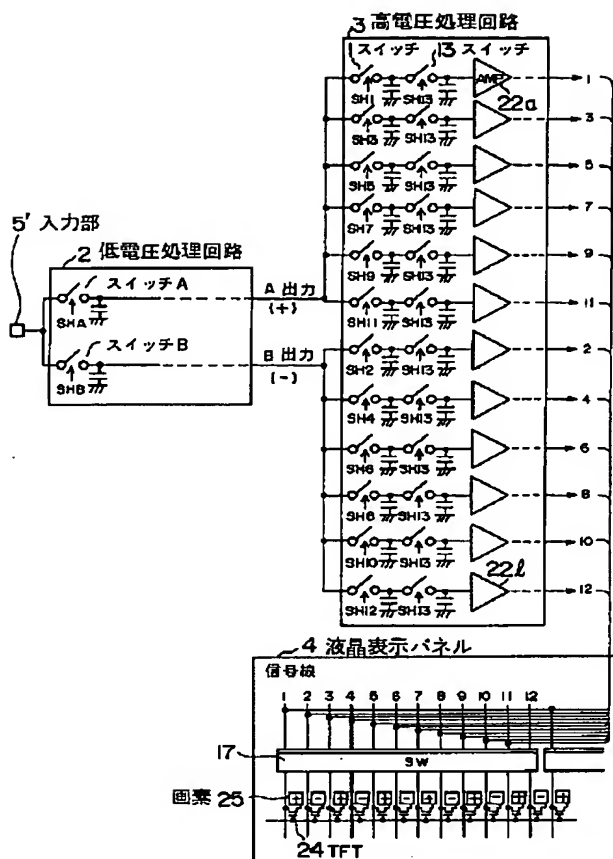 3 高電圧処理回路
1 スイッチ 13 スイッチ
SH1 SH13 AMP 22a 1
SH3 SH13 3
SH5 SH13 5
SH7 SH13 7
SH9 SH13 9
SH11 SH13 11
SH2 SH13 2
SH4 SH13 4
SH6 SH13 6
SH8 SH13 8
SH10 SH13 10
SH12 SH13 22l 12
5' 入力部
2 低電圧処理回路
スイッチA
SHA
スイッチB
SHB
A 出力
(+)
B 出力
(-)
4 液晶表示パネル
信号線
1 2 3 4 5 6 7 8 9 10 11 12
17 SW
画素 25 + - + - + - + - + - + - +
24 TFT